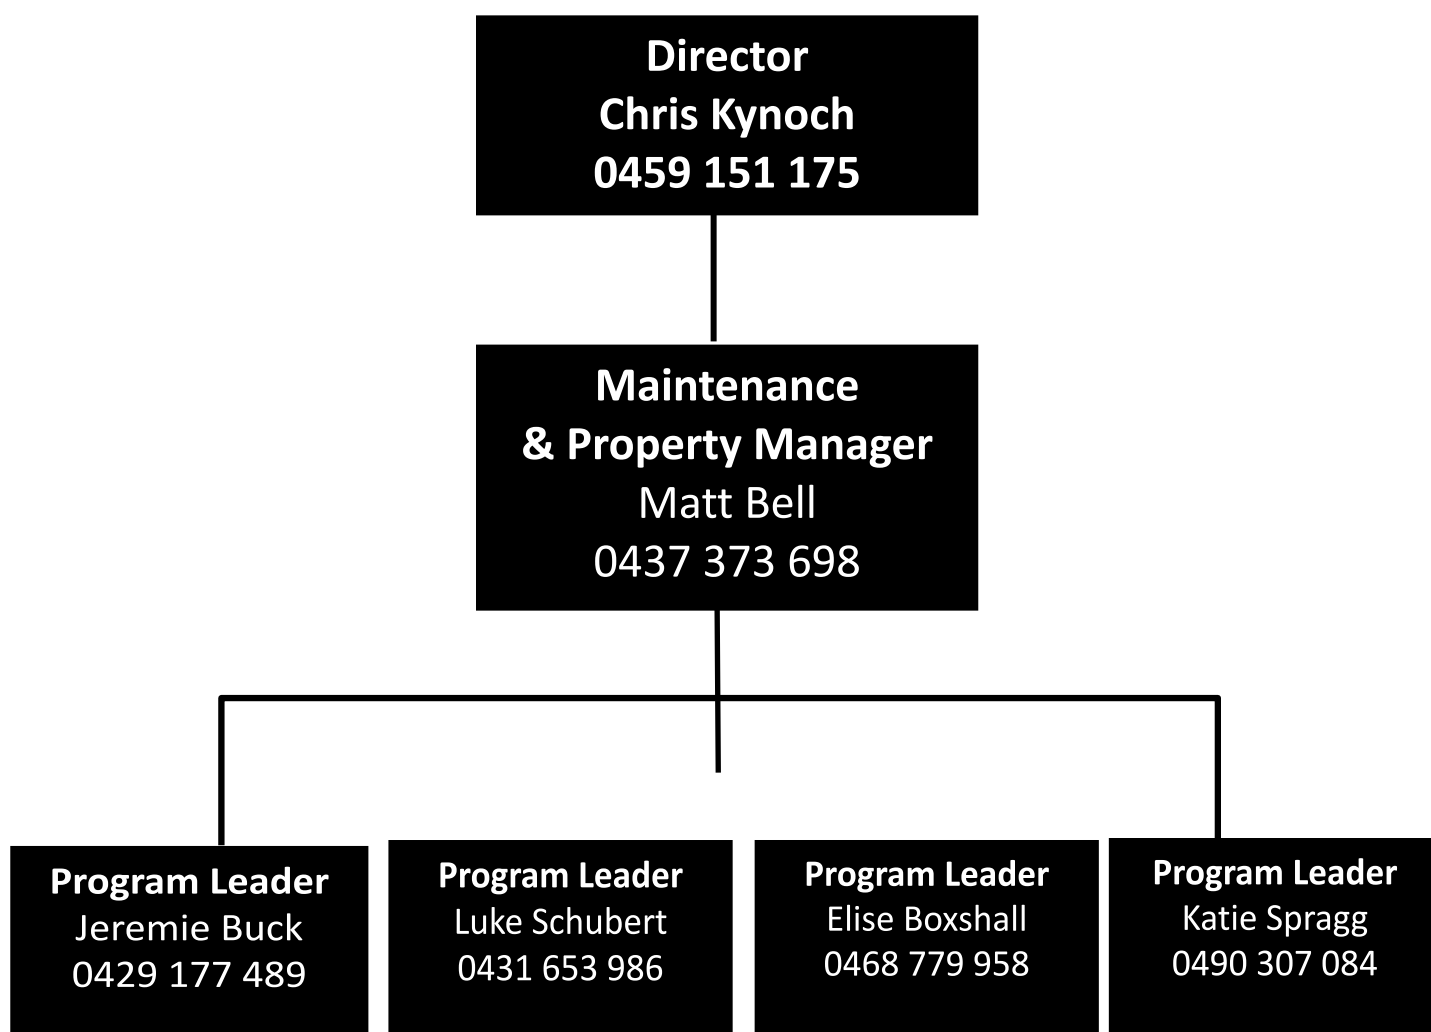 Director
Chris Kynoch
0459 151 175
Maintenance
& Property Manager
Matt Bell
0437 373 698
Program Leader
Jeremie Buck
0429 177 489
Program Leader
Luke Schubert
0431 653 986
Program Leader
Elise Boxshall
0468 779 958
Program Leader
Katie Spragg
0490 307 084